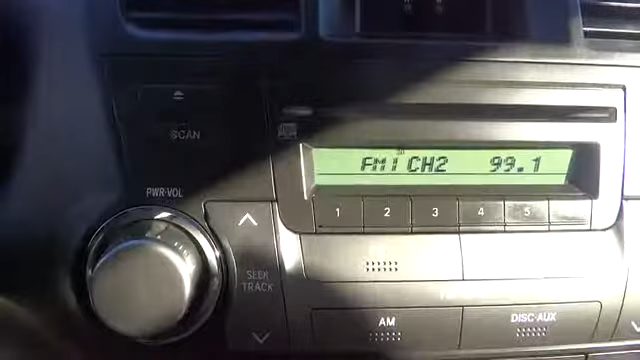 SCAN
FM1 CH2 99.1
PWR·VOL
1 2 3 4 5
SEEK
TRACK
AM
DISC·AUX